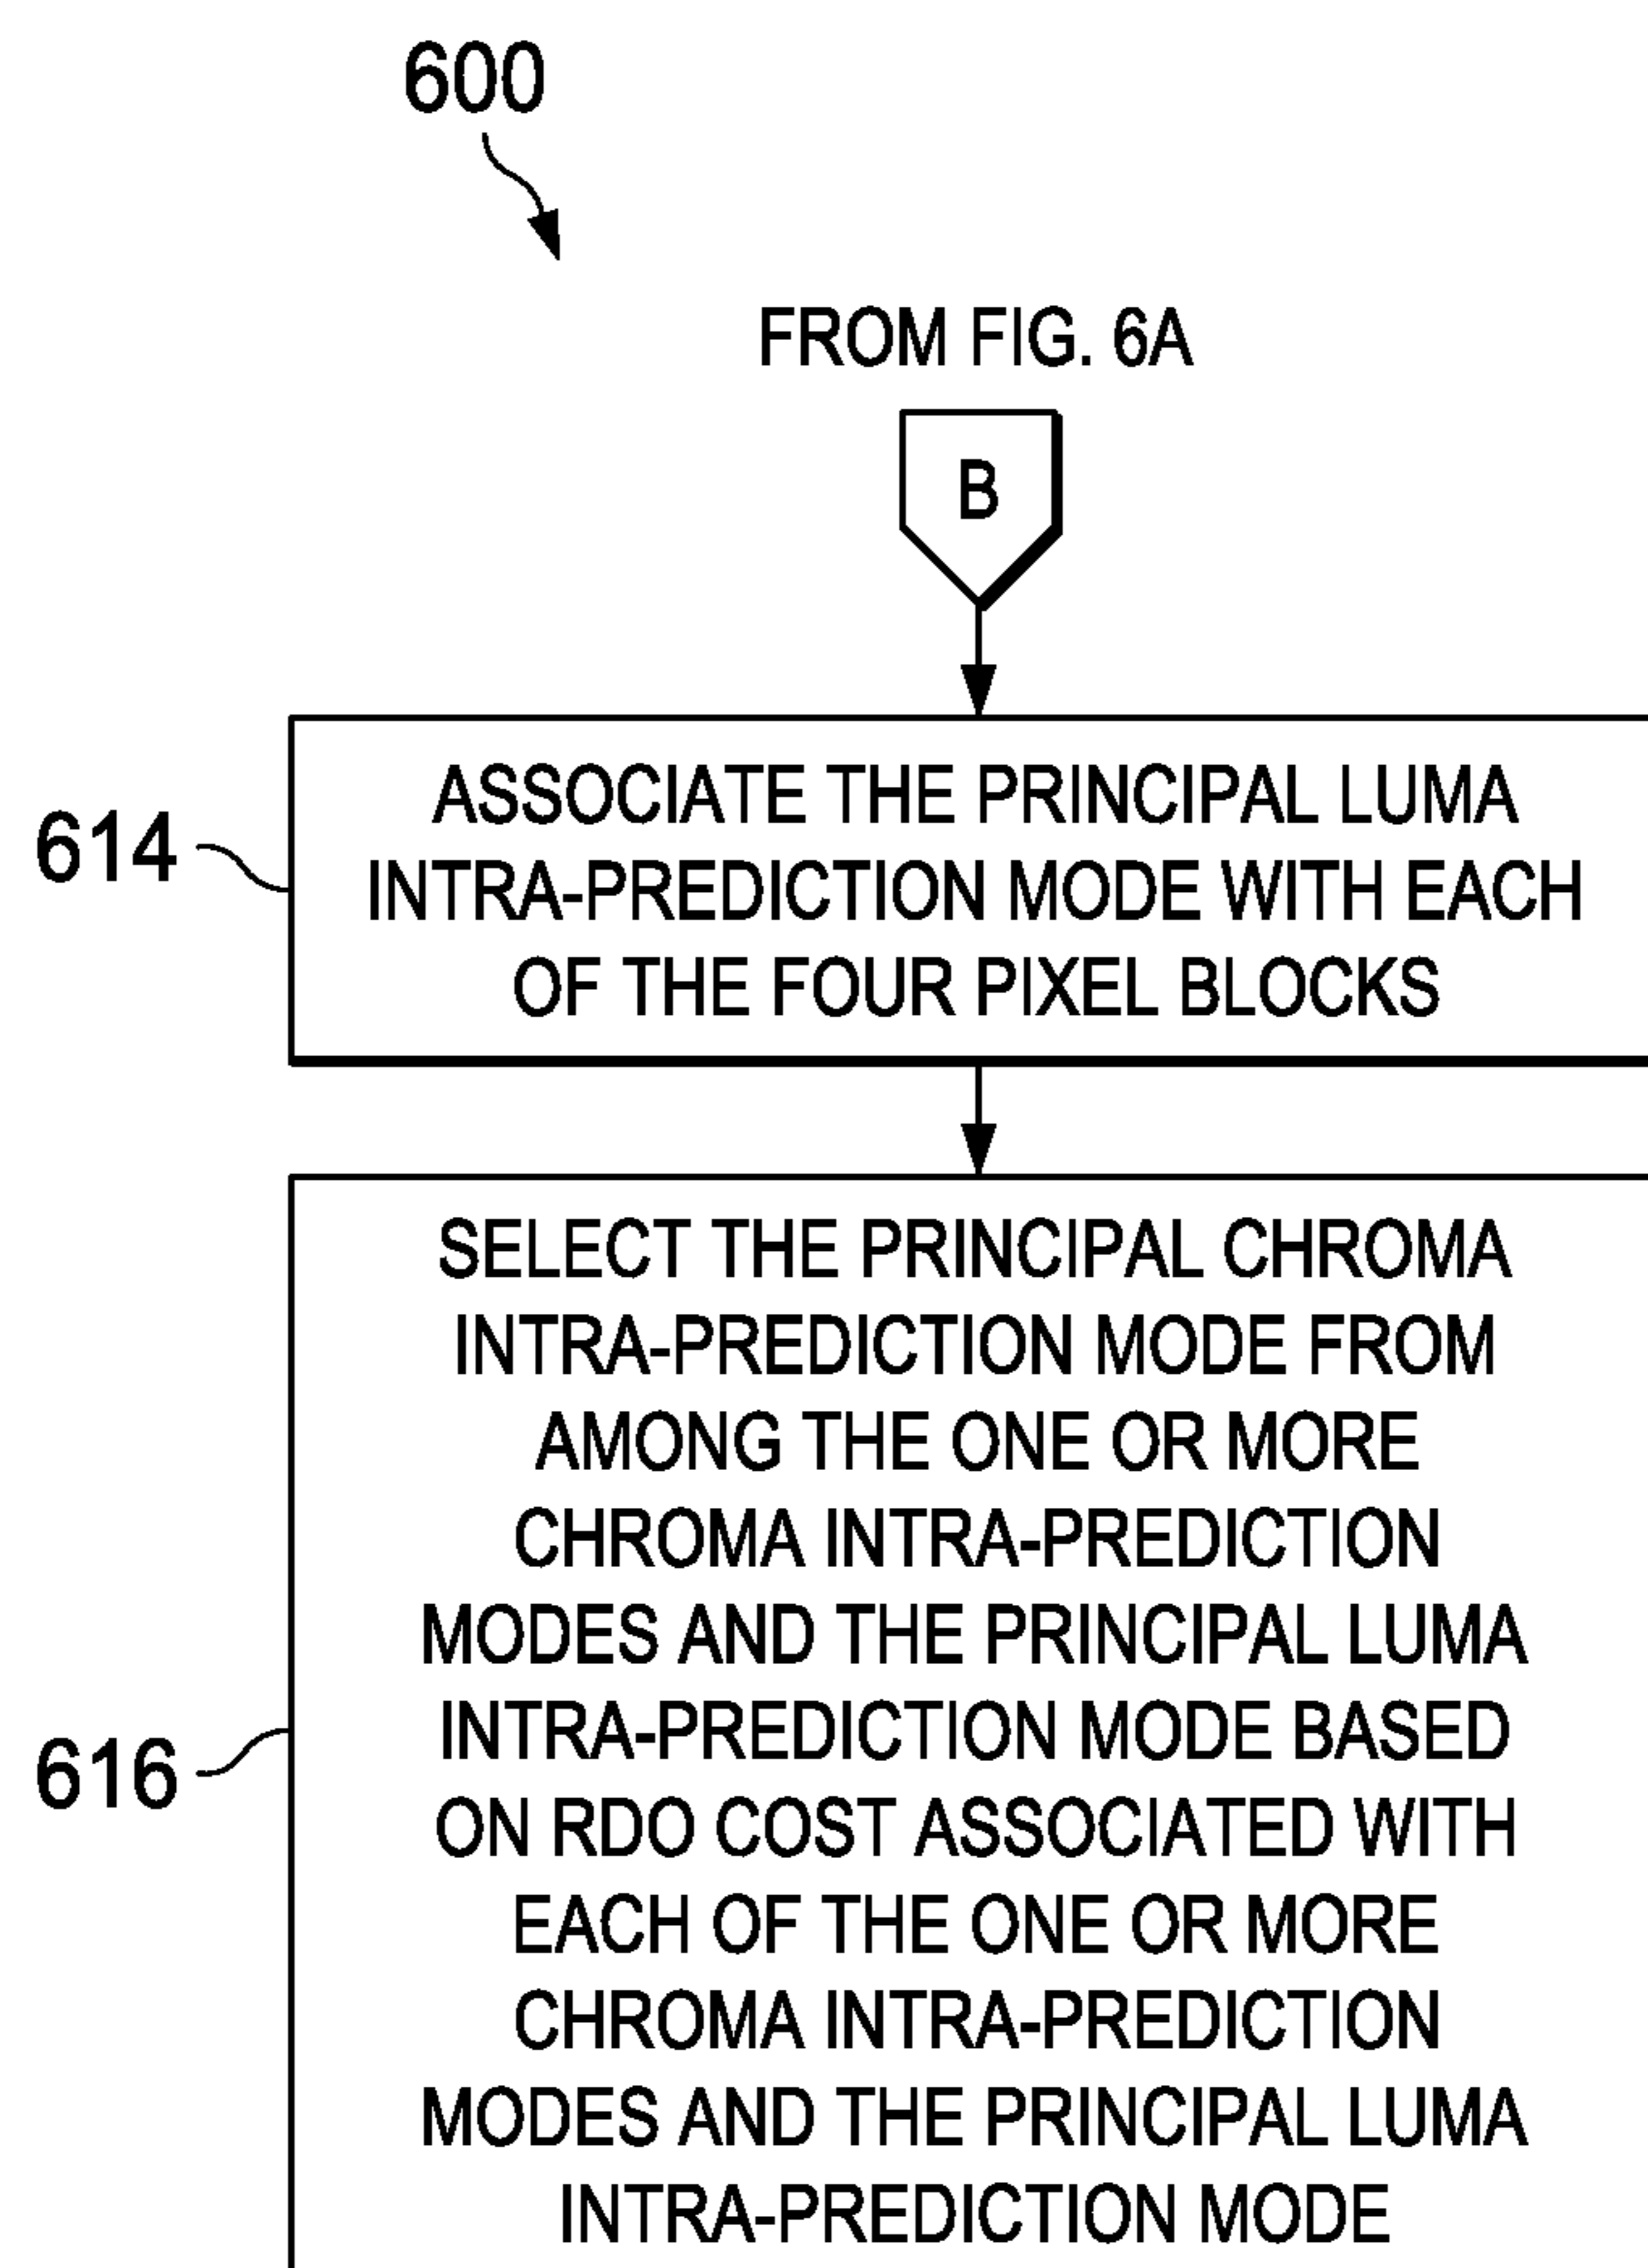 600
FROM FIG. 6A
B
614
ASSOCIATE THE PRINCIPAL LUMA
INTRA-PREDICTION MODE WITH EACH
OF THE FOUR PIXEL BLOCKS
616
SELECT THE PRINCIPAL CHROMA
INTRA-PREDICTION MODE FROM
AMONG THE ONE OR MORE
CHROMA INTRA-PREDICTION
MODES AND THE PRINCIPAL LUMA
INTRA-PREDICTION MODE BASED
ON RDO COST ASSOCIATED WITH
EACH OF THE ONE OR MORE
CHROMA INTRA-PREDICTION
MODES AND THE PRINCIPAL LUMA
INTRA-PREDICTION MODE